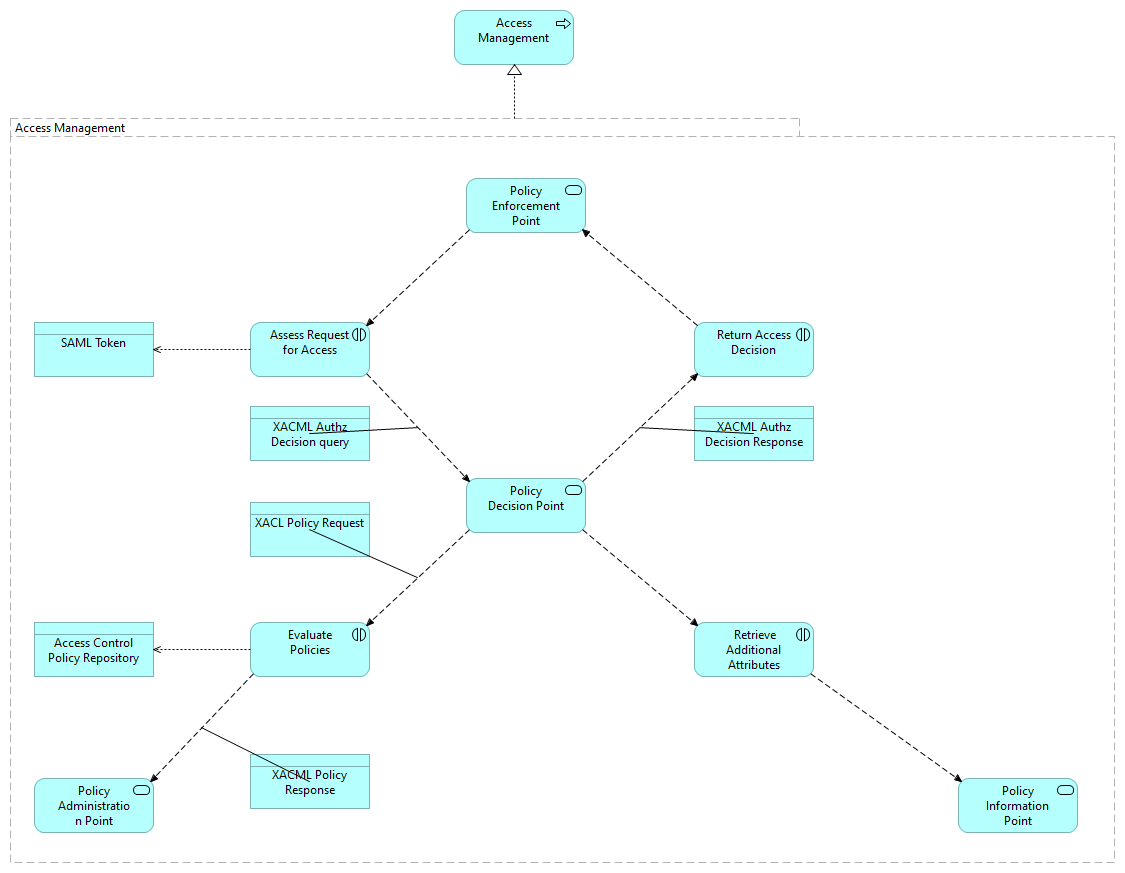 Access
Management
Access Management
Policy
Enforcement
Point
SAML Token
Assess Request
for Access
Return Access
Decision
XACML Authz
Decision query
XACML Authz
Decision Response
Policy
Decision Point
XACL Policy Request
Access Control
Policy Repository
Evaluate
Policies
Retrieve
Additional
Attributes
Policy
Administratio
n Point
XACML Policy
Response
Policy
Information
Point